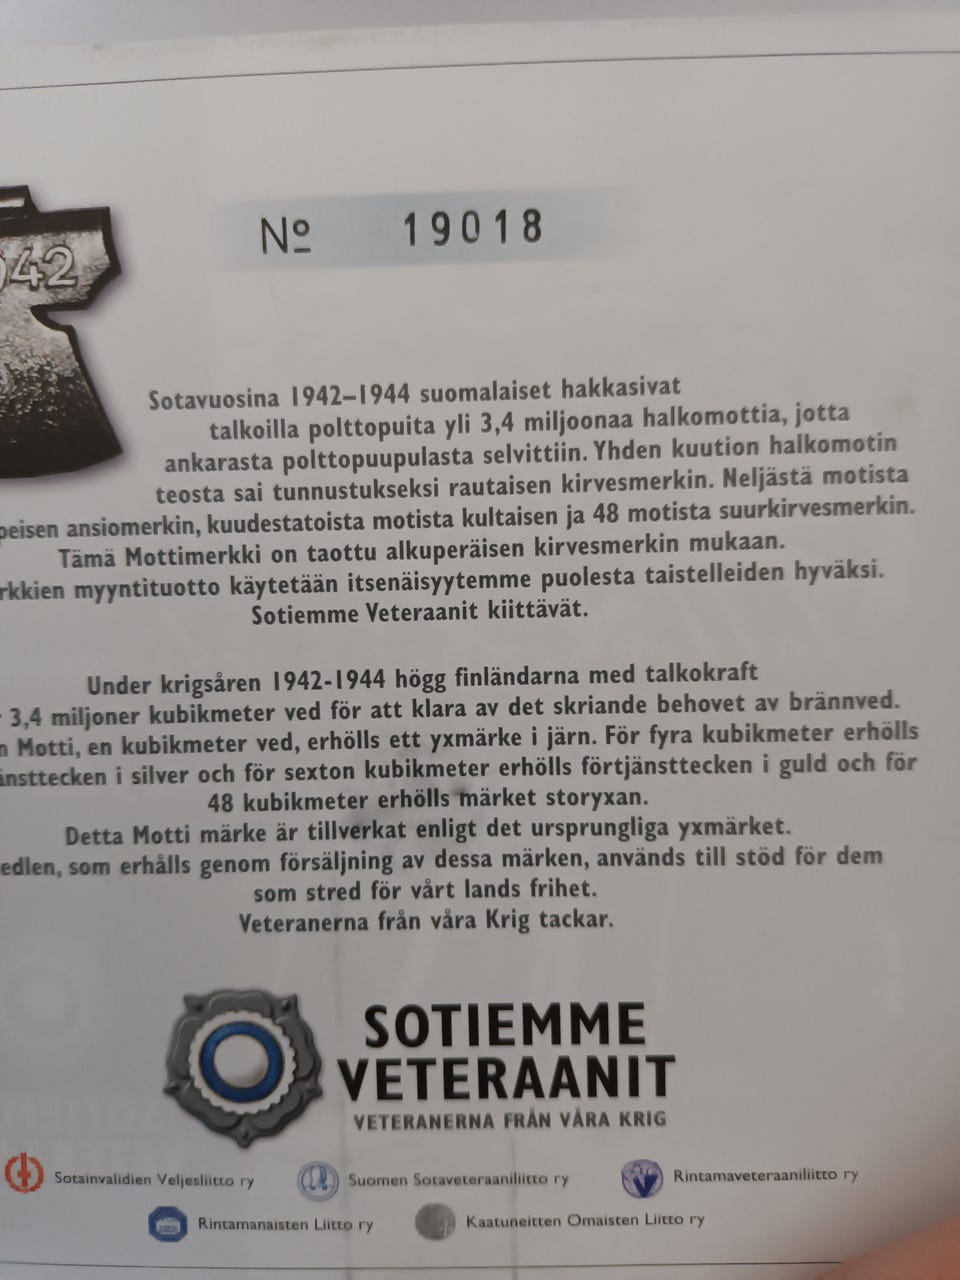 42
Nº 19018
Sotavuosina 1942–1944 suomalaiset hakkasivat
talkoilla polttopuita yli 3,4 miljoonaa halkomottia, jotta
ankarasta polttopuupulasta selvittiin. Yhden kuution halkomotin
teosta sai tunnustukseksi rautaisen kirvesmerkin. Neljästä motista
peisen ansiomerkin, kuudestatoista motista kultaisen ja 48 motista suurkirvesmerkin.
Tämä Mottimerkki on taottu alkuperäisen kirvesmerkin mukaan.
rkkien myyntituotto käytetään itsenäisyytemme puolesta taistelleiden hyväksi.
Sotiemme Veteraanit kiittävät.
Under krigsåren 1942-1944 högg finländarna med talkokraft
3,4 miljoner kubikmeter ved för att klara av det skriande behovet av brännved.
n Motti, en kubikmeter ved, erhölls ett yxmärke i järn. För fyra kubikmeter erhölls
änsttecken i silver och för sexton kubikmeter erhölls förtjänsttecken i guld och för
48 kubikmeter erhölls märket storyxan.
Detta Motti märke är tillverkat enligt det ursprungliga yxmärket.
edlen, som erhålls genom försäljning av dessa märken, används till stöd för dem
som stred för vårt lands frihet.
Veteranerna från våra Krig tackar.
SOTIEMME
VETERAANIT
VETERANERNA FRÅN VÅRA KRIG
Sotainvalidien Veljesliitto ry Suomen Sotaveteraaniliitto ry Rintamaveteraaniliitto ry
Rintamanaisten Liitto ry Kaatuneitten Omaisten Liitto ry